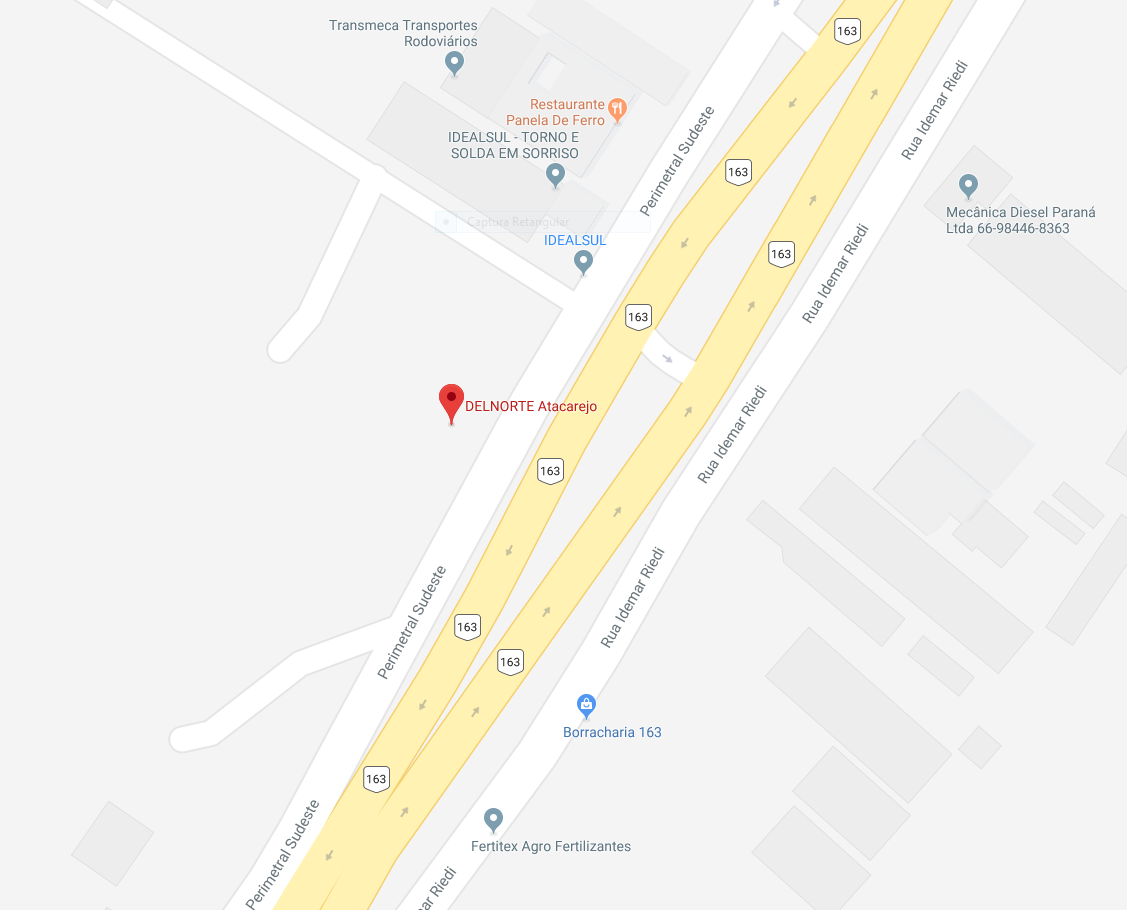 Transmeca Transportes
Rodoviários
163
Restaurante
Panela De Ferro
IDEALSUL - TORNO E
SOLDA EM SORRISO
Perimetral Sudeste
Rua Idemar Riedi
163
Mecânica Diesel Paraná
Ltda 66-98446-8363
Captura Retangular
IDEALSUL
163
Rua Idemar Riedi
163
DELNORTE Atacarejo
Rua Idemar Riedi
163
Perimetral Sudeste
Rua Idemar Riedi
163
163
Borracharia 163
163
Perimetral Sudeste
Fertitex Agro Fertilizantes
mar Riedi